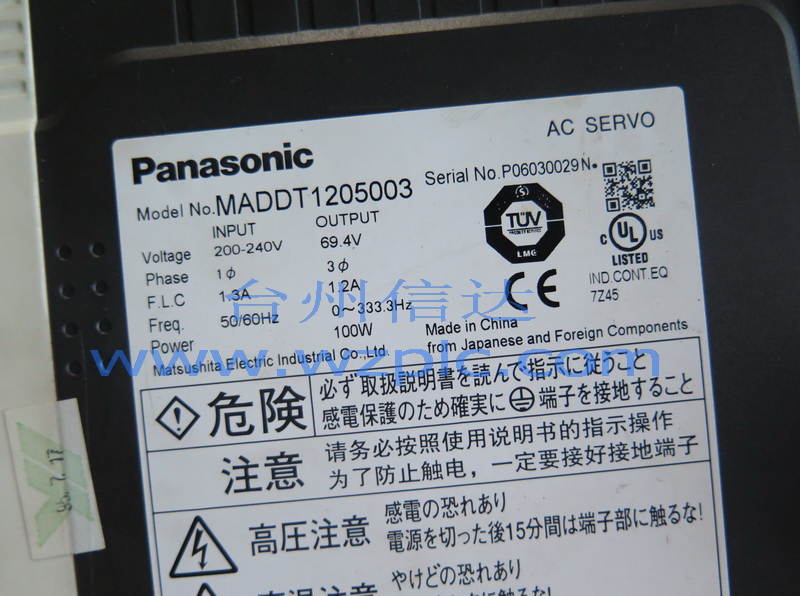 AC SERVO
Panasonic
Model No. MADDT1205003 Serial No. P06030029N
INPUT OUTPUT
Voltage 200-240V 69.4V
Phase 1φ 3φ
F.L.C 1.3A 1.2A
Freq. 50/60Hz 0～333.3Hz
Power 100W
Matsushita Electric Industrial Co., Ltd.
Made in China
from Japanese and Foreign Components
TÜV
LMG
CE
C UL US
LISTED
IND.CONT.EQ
7Z45
台州信达
www.wzplc.com
危険
必ず取扱説明書を読んで指示に従うこと
感電保護のため確実に端子を接地すること
注意
请务必按照使用说明书的指示操作
为了防止触电，一定要接好接地端子
高圧注意
感電の恐れあり
電源を切った後15分間は端子部に触るな!
高温注意
やけどの恐れあり